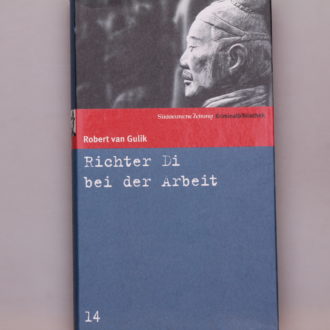 Süddeutsche Zeitung Kriminalbibliothek
Robert van Gulik
Richter Di
bei der Arbeit
14